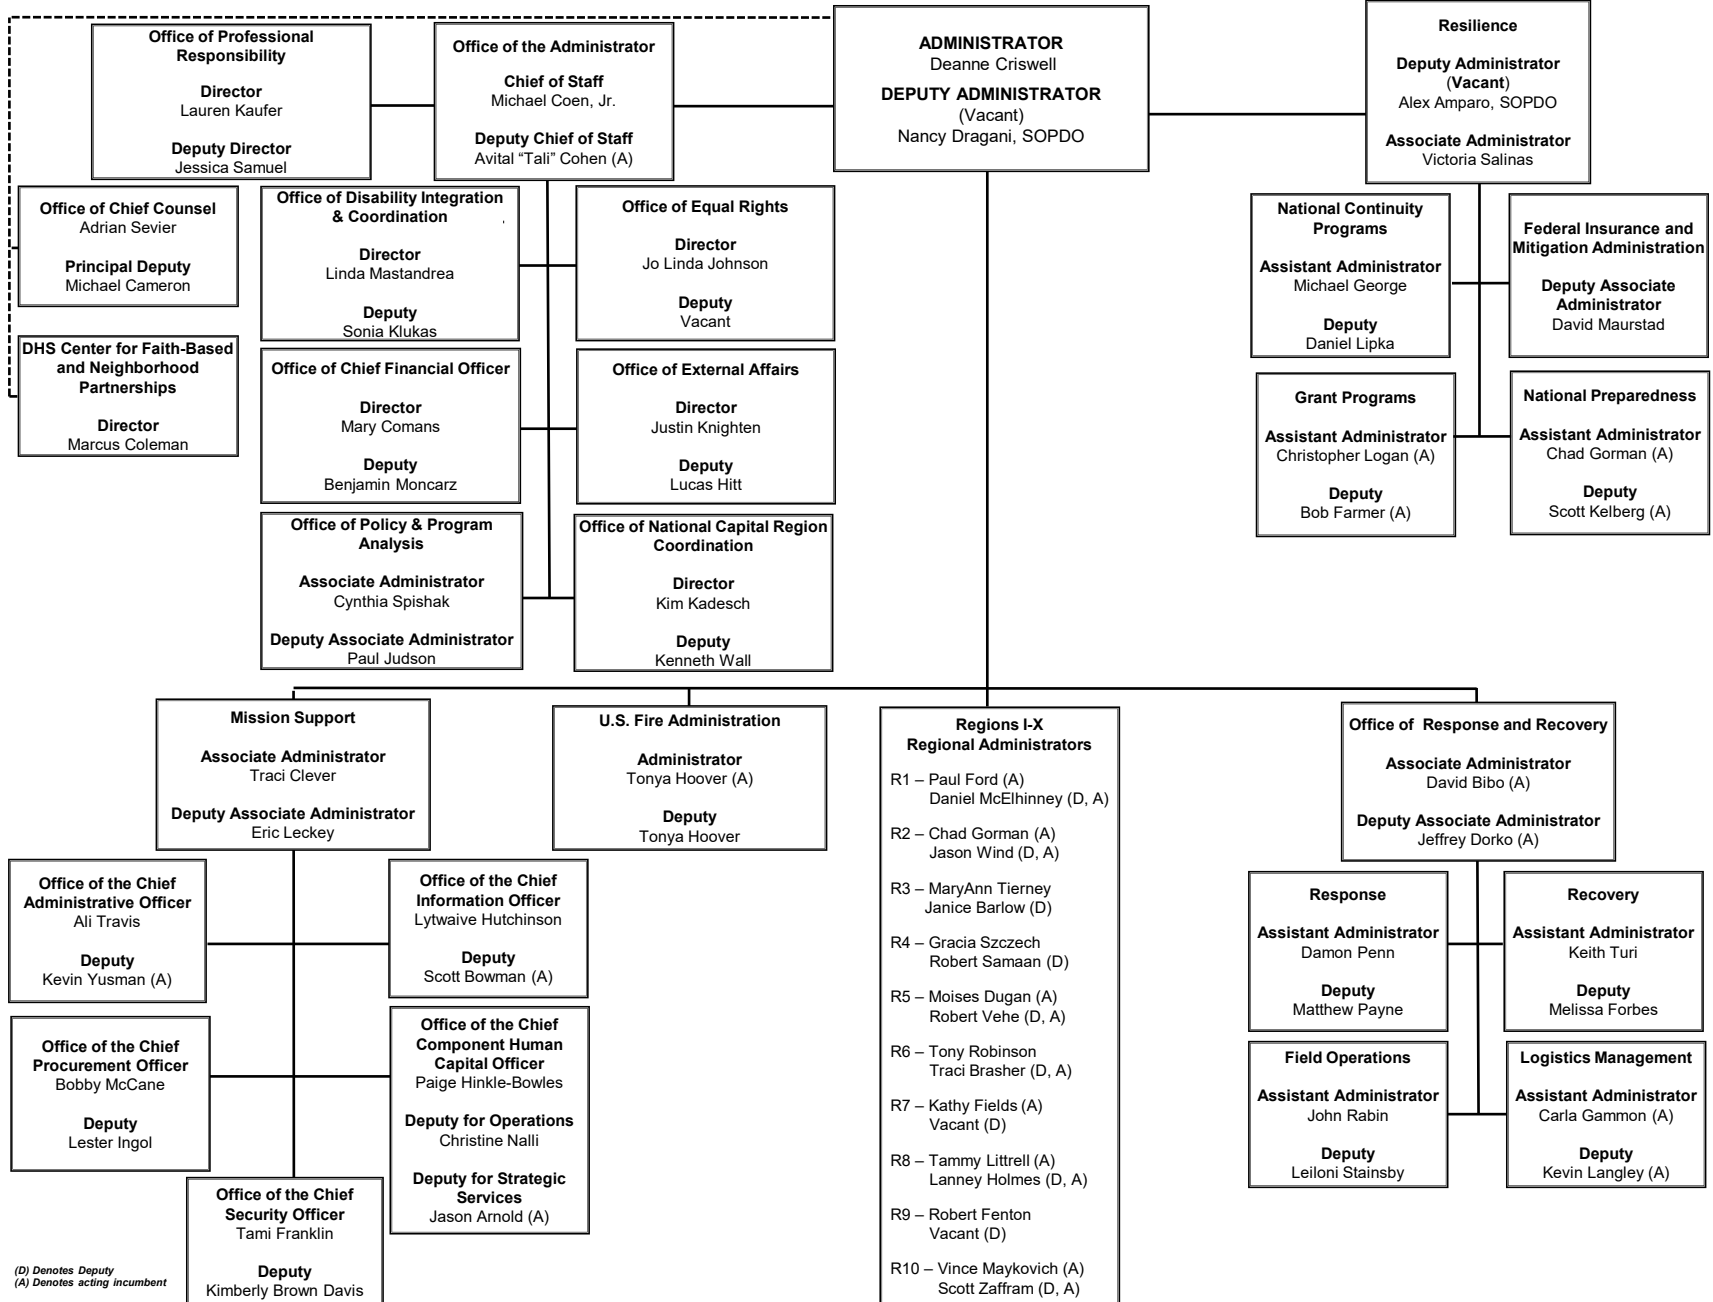 Office of Professional
Responsibility
Director
Lauren Kaufer
Deputy Director
Jessica Samuel
Office of the Administrator
Chief of Staff
Michael Coen, Jr.
Deputy Chief of Staff
Avital “Tali” Cohen (A)
ADMINISTRATOR
Deanne Criswell
DEPUTY ADMINISTRATOR
(Vacant)
Nancy Dragani, SOPDO
Resilience
Deputy Administrator
(Vacant)
Alex Amparo, SOPDO
Associate Administrator
Victoria Salinas
Office of Chief Counsel
Adrian Sevier
Principal Deputy
Michael Cameron
Office of Disability Integration
& Coordination
Director
Linda Mastandrea
Deputy
Sonia Klukas
Office of Equal Rights
Director
Jo Linda Johnson
Deputy
Vacant
National Continuity
Programs
Assistant Administrator
Michael George
Deputy
Daniel Lipka
Federal Insurance and
Mitigation Administration
Deputy Associate
Administrator
David Maurstad
DHS Center for Faith-Based
and Neighborhood
Partnerships
Director
Marcus Coleman
Office of Chief Financial Officer
Director
Mary Comans
Deputy
Benjamin Moncarz
Office of External Affairs
Director
Justin Knighten
Deputy
Lucas Hitt
Grant Programs
Assistant Administrator
Christopher Logan (A)
Deputy
Bob Farmer (A)
National Preparedness
Assistant Administrator
Chad Gorman (A)
Deputy
Scott Kelberg (A)
Office of Policy & Program
Analysis
Associate Administrator
Cynthia Spishak
Deputy Associate Administrator
Paul Judson
Office of National Capital Region
Coordination
Director
Kim Kadesch
Deputy
Kenneth Wall
Mission Support
Associate Administrator
Traci Clever
Deputy Associate Administrator
Eric Leckey
U.S. Fire Administration
Administrator
Tonya Hoover (A)
Deputy
Tonya Hoover
Regions I-X
Regional Administrators
R1 – Paul Ford (A)
Daniel McElhinney (D, A)
R2 – Chad Gorman (A)
Jason Wind (D, A)
R3 – MaryAnn Tierney
Janice Barlow (D)
R4 – Gracia Szczech
Robert Samaan (D)
R5 – Moises Dugan (A)
Robert Vehe (D, A)
R6 – Tony Robinson
Traci Brasher (D, A)
R7 – Kathy Fields (A)
Vacant (D)
R8 – Tammy Littrell (A)
Lanney Holmes (D, A)
R9 – Robert Fenton
Vacant (D)
R10 – Vince Maykovich (A)
Scott Zaffram (D, A)
Office of Response and Recovery
Associate Administrator
David Bibo (A)
Deputy Associate Administrator
Jeffrey Dorko (A)
Office of the Chief
Administrative Officer
Ali Travis
Deputy
Kevin Yusman (A)
Office of the Chief
Information Officer
Lytwaive Hutchinson
Deputy
Scott Bowman (A)
Response
Assistant Administrator
Damon Penn
Deputy
Matthew Payne
Recovery
Assistant Administrator
Keith Turi
Deputy
Melissa Forbes
Office of the Chief
Procurement Officer
Bobby McCane
Deputy
Lester Ingol
Office of the Chief
Component Human
Capital Officer
Paige Hinkle-Bowles
Deputy for Operations
Christine Nalli
Deputy for Strategic
Services
Jason Arnold (A)
Field Operations
Assistant Administrator
John Rabin
Deputy
Leiloni Stainsby
Logistics Management
Assistant Administrator
Carla Gammon (A)
Deputy
Kevin Langley (A)
Office of the Chief
Security Officer
Tami Franklin
Deputy
Kimberly Brown Davis
(D) Denotes Deputy
(A) Denotes acting incumbent